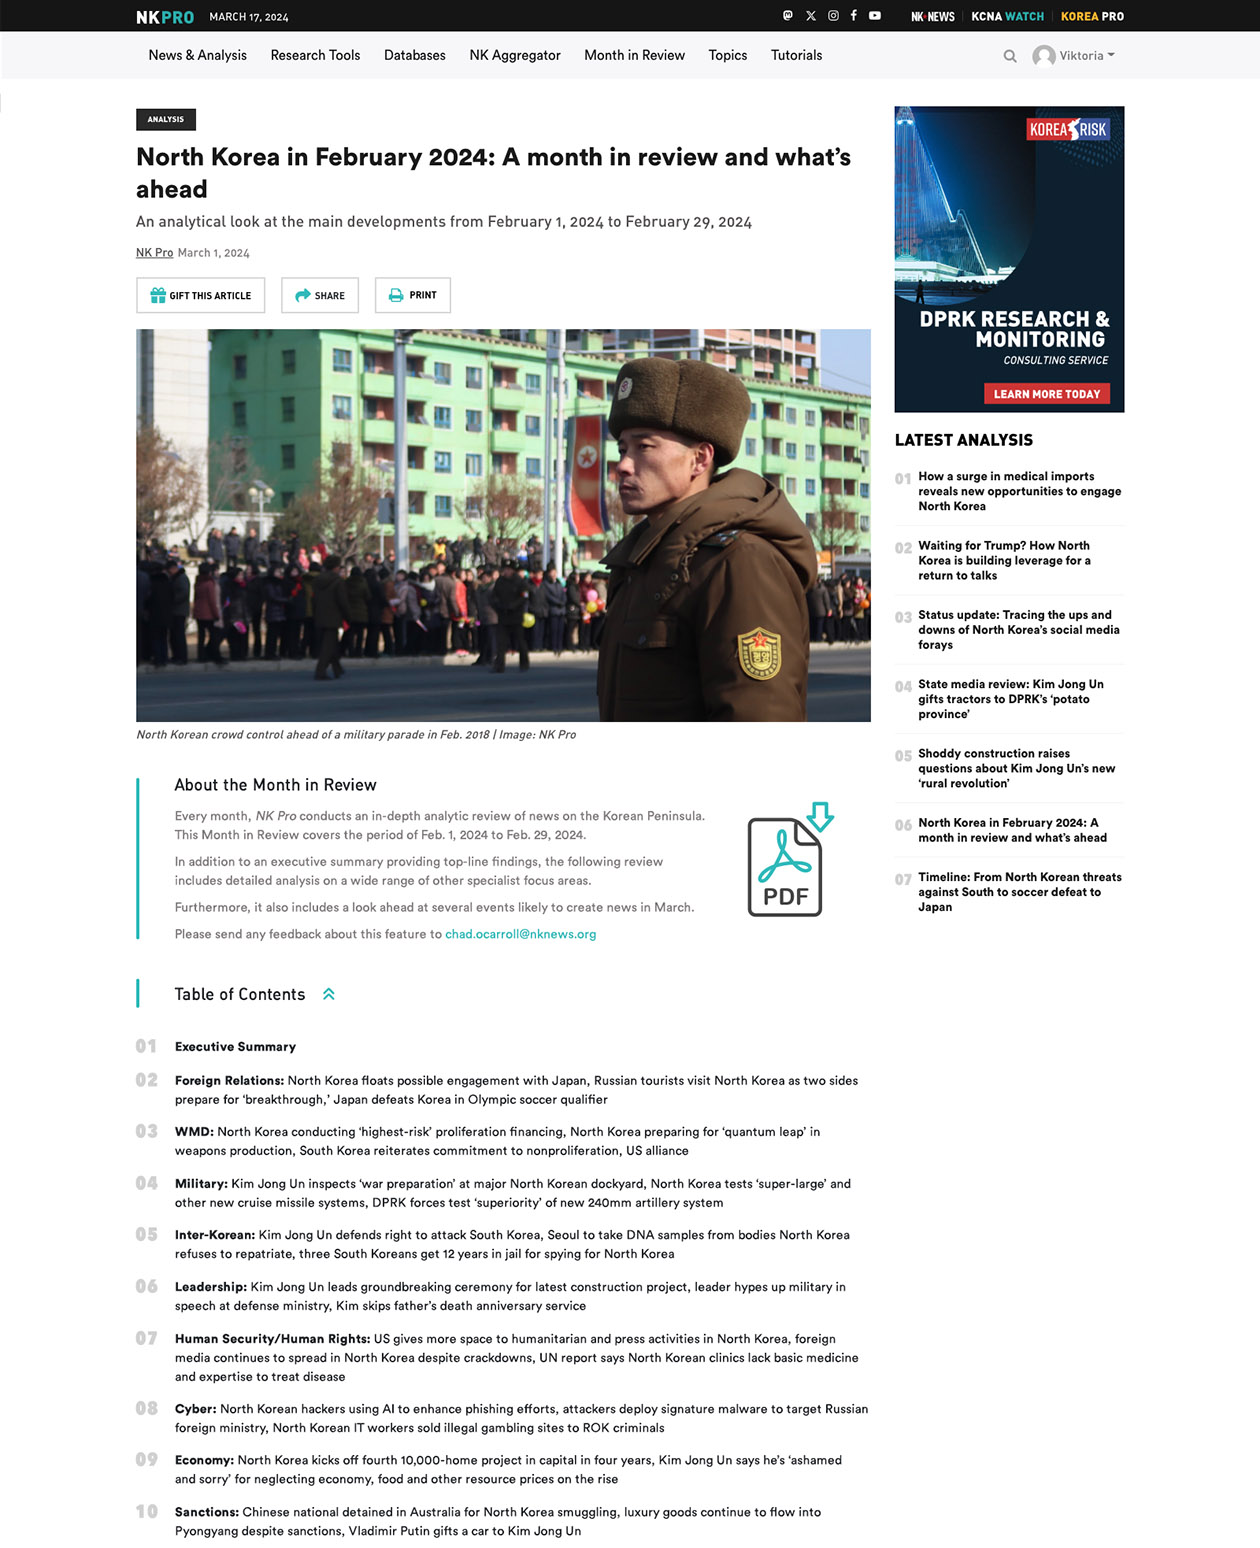 NKPRO MARCH 17, 2024
NK NEWS KCNA WATCH KOREA PRO
News & Analysis Research Tools Databases NK Aggregator Month in Review Topics Tutorials Viktoria
ANALYSIS
North Korea in February 2024: A month in review and what's
ahead
An analytical look at the main developments from February 1, 2024 to February 29, 2024
NK Pro March 1, 2024
GIFT THIS ARTICLE SHARE PRINT
North Korean crowd control ahead of a military parade in Feb. 2018 | Image: NK Pro
About the Month in Review
Every month, NK Pro conducts an in-depth analytic review of news on the Korean Peninsula.
This Month in Review covers the period of Feb. 1, 2024 to Feb. 29, 2024.
In addition to an executive summary providing top-line findings, the following review
includes detailed analysis on a wide range of other specialist focus areas.
Furthermore, it also includes a look ahead at several events likely to create news in March.
Please send any feedback about this feature to chad.ocarroll@nknews.org
PDF
Table of Contents
01 Executive Summary
02 Foreign Relations: North Korea floats possible engagement with Japan, Russian tourists visit North Korea as two sides
prepare for 'breakthrough,' Japan defeats Korea in Olympic soccer qualifier
03 WMD: North Korea conducting 'highest-risk' proliferation financing, North Korea preparing for 'quantum leap' in
weapons production, South Korea reiterates commitment to nonproliferation, US alliance
04 Military: Kim Jong Un inspects 'war preparation' at major North Korean dockyard, North Korea tests 'super-large' and
other new cruise missile systems, DPRK forces test 'superiority' of new 240mm artillery system
05 Inter-Korean: Kim Jong Un defends right to attack South Korea, Seoul to take DNA samples from bodies North Korea
refuses to repatriate, three South Koreans get 12 years in jail for spying for North Korea
06 Leadership: Kim Jong Un leads groundbreaking ceremony for latest construction project, leader hypes up military in
speech at defense ministry, Kim skips father's death anniversary service
07 Human Security/Human Rights: US gives more space to humanitarian and press activities in North Korea, foreign
media continues to spread in North Korea despite crackdowns, UN report says North Korean clinics lack basic medicine
and expertise to treat disease
08 Cyber: North Korean hackers using AI to enhance phishing efforts, attackers deploy signature malware to target Russian
foreign ministry, North Korean IT workers sold illegal gambling sites to ROK criminals
09 Economy: North Korea kicks off fourth 10,000-home project in capital in four years, Kim Jong Un says he's 'ashamed
and sorry' for neglecting economy, food and other resource prices on the rise
10 Sanctions: Chinese national detained in Australia for North Korea smuggling, luxury goods continue to flow into
Pyongyang despite sanctions, Vladimir Putin gifts a car to Kim Jong Un
KOREA RISK
DPRK RESEARCH &
MONITORING
CONSULTING SERVICE
LEARN MORE TODAY
LATEST ANALYSIS
01 How a surge in medical imports
reveals new opportunities to engage
North Korea
02 Waiting for Trump? How North
Korea is building leverage for a
return to talks
03 Status update: Tracing the ups and
downs of North Korea's social media
forays
04 State media review: Kim Jong Un
gifts tractors to DPRK's 'potato
province'
05 Shoddy construction raises
questions about Kim Jong Un's new
'rural revolution'
06 North Korea in February 2024: A
month in review and what's ahead
07 Timeline: From North Korean threats
against South to soccer defeat to
Japan